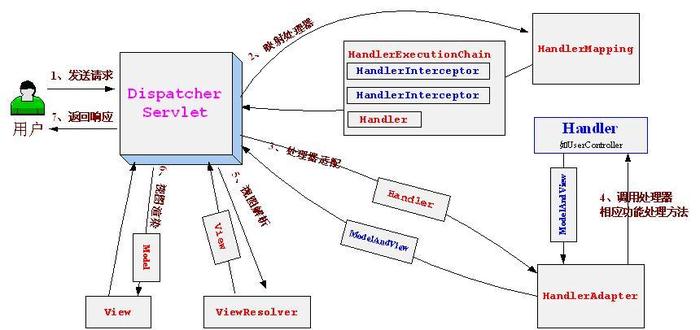 1、发送请求
用户
7、返回响应
Dispatcher
Servlet
2、映射处理器
HandlerExecutionChain
HandlerInterceptor
HandlerInterceptor
Handler
HandlerMapping
3、处理器适配
Handler
ModelAndView
Handler
如UserController
ModelAndView
4、调用处理器
相应功能处理方法
HandlerAdapter
5、视图解析
View
ViewResolver
6、视图渲染
Model
View